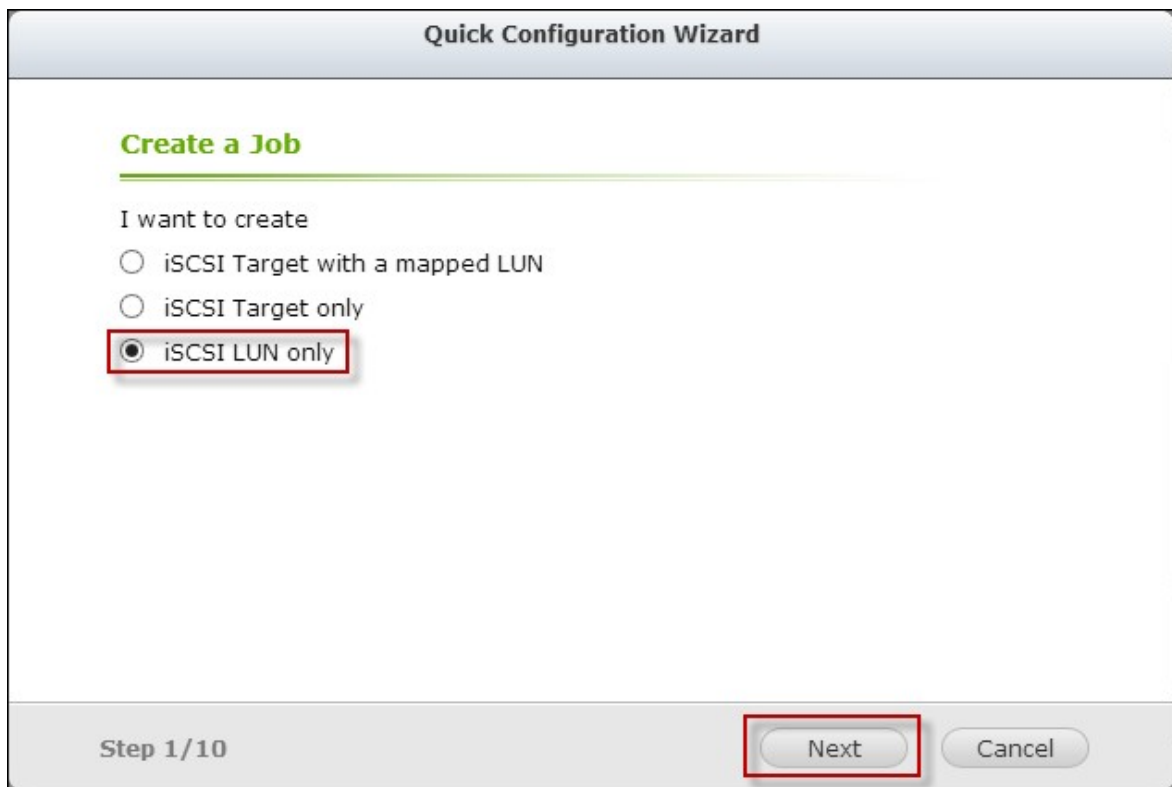 Quick Configuration Wizard
Create a Job
I want to create
iSCSI Target with a mapped LUN
iSCSI Target only
iSCSI LUN only
Step 1/10
Next
Cancel